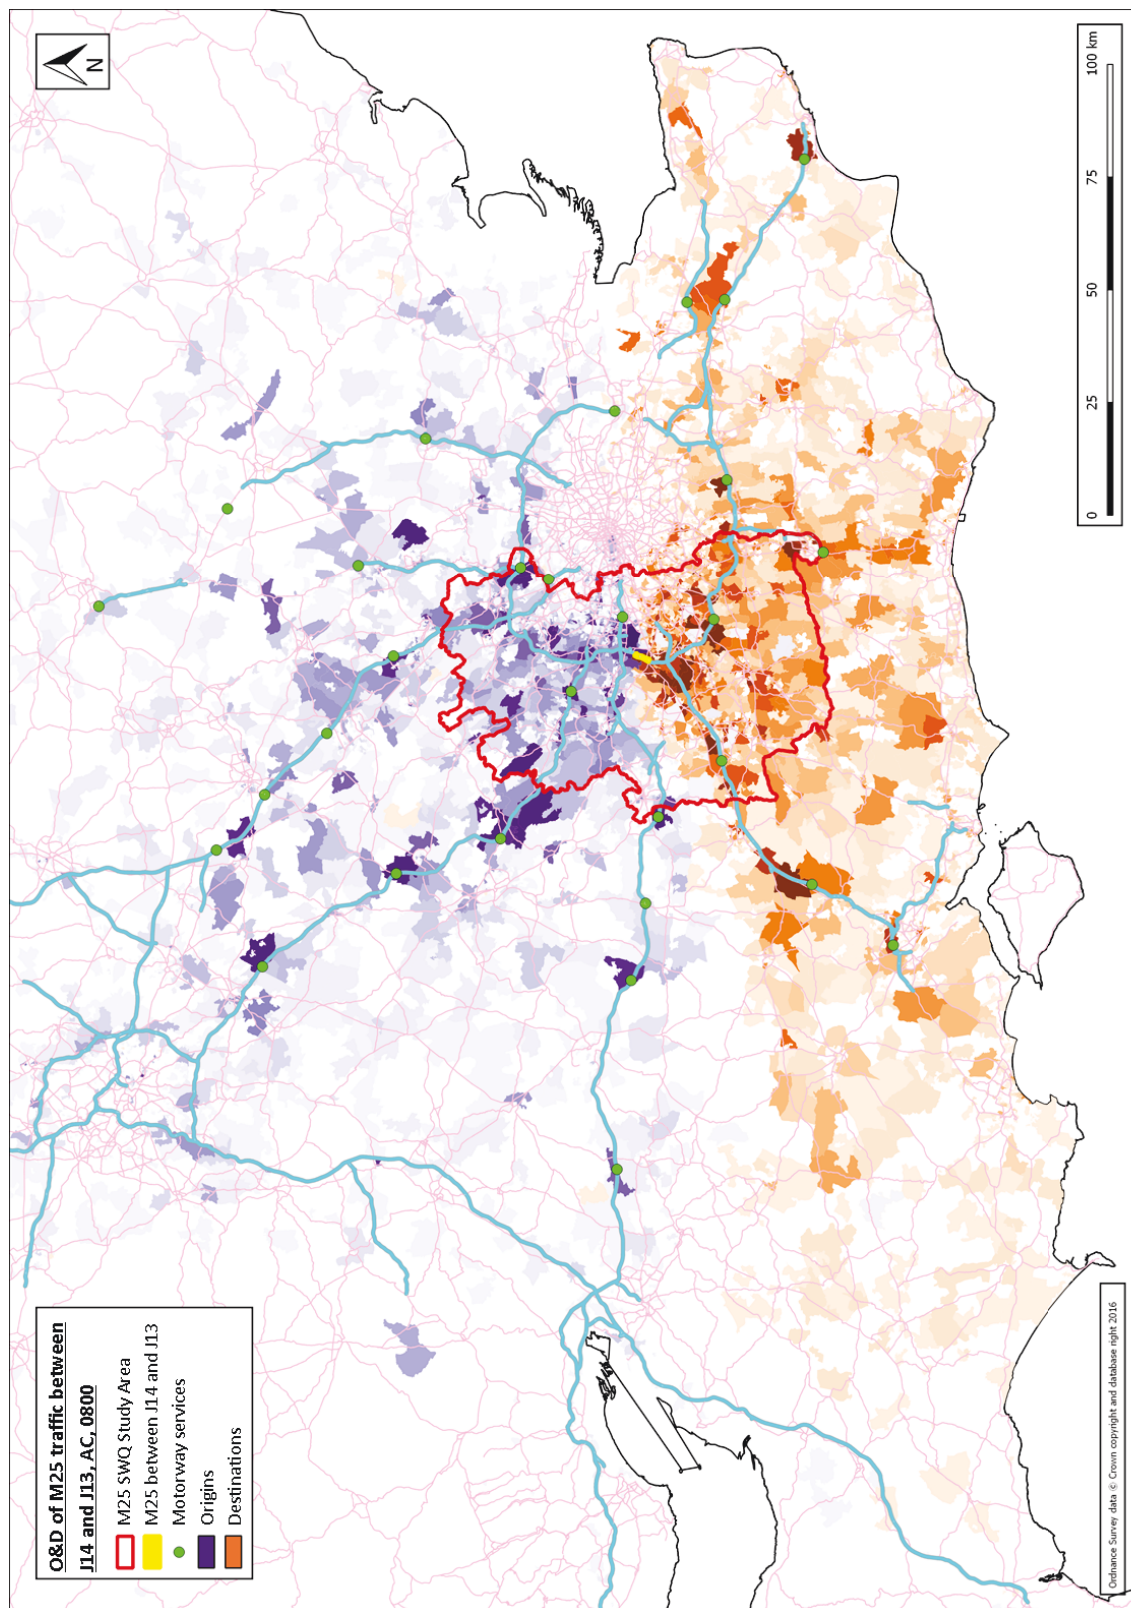 O&D of M25 traffic between
J14 and J13, AC, 0800
M25 SWQ Study Area
M25 between J14 and J13
Motorway services
Origins
Destinations
N
0 25 50 75 100 km
Ordnance Survey data © Crown copyright and database right 2016